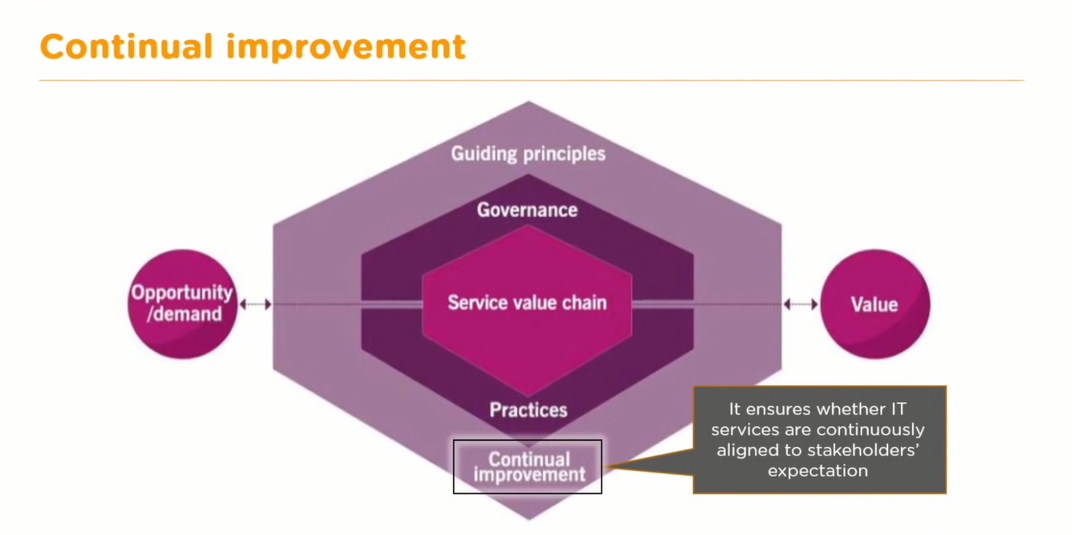 Continual improvement
Guiding principles
Governance
Opportunity
/demand
Service value chain
Value
Practices
It ensures whether IT
services are continuously
aligned to stakeholders'
expectation
Continual
improvement